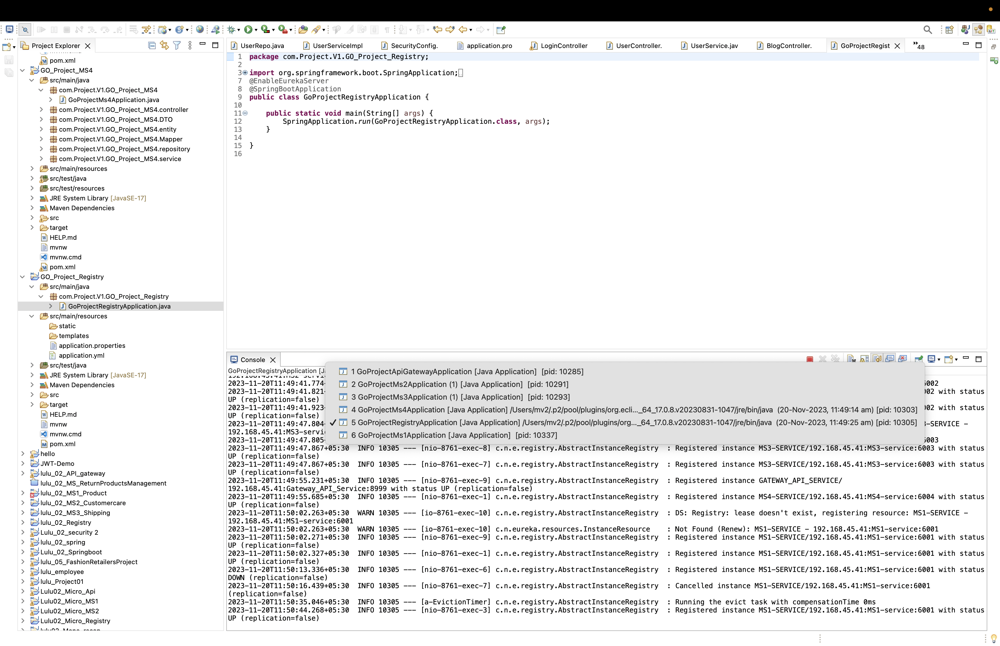 Project Explorer
pom.xml
GO_Project_MS4
src/main/java
com.Project.V1.GO_Project_MS4
GoProjectMs4Application.java
com.Project.V1.GO_Project_MS4.controller
com.Project.V1.GO_Project_MS4.DTO
com.Project.V1.GO_Project_MS4.entity
com.Project.V1.GO_Project_MS4.Mapper
com.Project.V1.GO_Project_MS4.repository
com.Project.V1.GO_Project_MS4.service
src/main/resources
src/test/java
src/test/resources
JRE System Library [JavaSE-17]
Maven Dependencies
src
target
HELP.md
mvnw
mvnw.cmd
pom.xml
GO_Project_Registry
src/main/java
com.Project.V1.GO_Project_Registry
GoProjectRegistryApplication.java
src/main/resources
static
templates
application.properties
application.yml
src/test/java
JRE System Library [JavaSE-17]
Maven Dependencies
src
target
HELP.md
mvnw
mvnw.cmd
pom.xml
hello
JWT-Demo
lulu_02_API_gateway
lulu_02_MS_ReturnProductsManagement
lulu_02_MS1_Product
lulu_02_MS2_Customercare
lulu_02_MS3_Shipping
lulu_02_Registry
Lulu_02_security 2
lulu_02_spring
Lulu_02_Springboot
lulu_05_FashionRetailersProject
lulu_employee
lulu_Project01
Lulu02_Micro_Api
Lulu02_Micro_MS1
Lulu02_Micro_MS2
Lulu02_Micro_Registry
UserRepo.java UserServiceImpl SecurityConfig. application.pro LoginController UserController. UserService.jav BlogController. GoProjectRegist 48
1 package com.Project.V1.GO_Project_Registry;
2
3 import org.springframework.boot.SpringApplication;
7 @EnableEurekaServer
8 @SpringBootApplication
9 public class GoProjectRegistryApplication {
10
11 public static void main(String[] args) {
12 SpringApplication.run(GoProjectRegistryApplication.class, args);
13 }
14
15 }
16
Console
GoProjectRegistryApplication [J
1 GoProjectApiGatewayApplication [Java Application] [pid: 10285]
2 GoProjectMs2Application (1) [Java Application] [pid: 10291]
3 GoProjectMs3Application (1) [Java Application] [pid: 10293]
4 GoProjectMs4Application [Java Application] /Users/mv2/.p2/pool/plugins/org.ecli..._64_17.0.8.v20230831-1047/jre/bin/java (20-Nov-2023, 11:49:14 am) [pid: 10303]
5 GoProjectRegistryApplication [Java Application] /Users/mv2/.p2/pool/plugins/org..._64_17.0.8.v20230831-1047/jre/bin/java (20-Nov-2023, 11:49:25 am) [pid: 10305]
6 GoProjectMs1Application [Java Application] [pid: 10337]
2023-11-20T11:49:41.774 6002
2023-11-20T11:49:41.821 002 with status
UP (replication=false)
2023-11-20T11:49:41.923 002 with status
UP (replication=false)
2023-11-20T11:49:47.804 3-SERVICE -
192.168.45.41:MS3-servi
2023-11-20T11:49:47.805 6003
2023-11-20T11:49:47.867+05:30 INFO 10305 --- [nio-8761-exec-8] c.n.e.registry.AbstractInstanceRegistry : Registered instance MS3-SERVICE/192.168.45.41:MS3-service:6003 with status
UP (replication=false)
2023-11-20T11:49:47.867+05:30 INFO 10305 --- [nio-8761-exec-7] c.n.e.registry.AbstractInstanceRegistry : Registered instance MS3-SERVICE/192.168.45.41:MS3-service:6003 with status
UP (replication=false)
2023-11-20T11:49:55.231+05:30 INFO 10305 --- [nio-8761-exec-9] c.n.e.registry.AbstractInstanceRegistry : Registered instance GATEWAY_API_SERVICE/
192.168.45.41:Gateway_API_Service:8999 with status UP (replication=false)
2023-11-20T11:49:55.685+05:30 INFO 10305 --- [nio-8761-exec-1] c.n.e.registry.AbstractInstanceRegistry : Registered instance MS4-SERVICE/192.168.45.41:MS4-service:6004 with status
UP (replication=false)
2023-11-20T11:50:02.263+05:30 WARN 10305 --- [io-8761-exec-10] c.n.e.registry.AbstractInstanceRegistry : DS: Registry: lease doesn't exist, registering resource: MS1-SERVICE -
192.168.45.41:MS1-service:6001
2023-11-20T11:50:02.263+05:30 WARN 10305 --- [io-8761-exec-10] c.n.eureka.resources.InstanceResource : Not Found (Renew): MS1-SERVICE - 192.168.45.41:MS1-service:6001
2023-11-20T11:50:02.271+05:30 INFO 10305 --- [nio-8761-exec-9] c.n.e.registry.AbstractInstanceRegistry : Registered instance MS1-SERVICE/192.168.45.41:MS1-service:6001 with status
UP (replication=false)
2023-11-20T11:50:02.327+05:30 INFO 10305 --- [nio-8761-exec-1] c.n.e.registry.AbstractInstanceRegistry : Registered instance MS1-SERVICE/192.168.45.41:MS1-service:6001 with status
UP (replication=false)
2023-11-20T11:50:13.336+05:30 INFO 10305 --- [nio-8761-exec-6] c.n.e.registry.AbstractInstanceRegistry : Registered instance MS1-SERVICE/192.168.45.41:MS1-service:6001 with status
DOWN (replication=false)
2023-11-20T11:50:16.439+05:30 INFO 10305 --- [nio-8761-exec-7] c.n.e.registry.AbstractInstanceRegistry : Cancelled instance MS1-SERVICE/192.168.45.41:MS1-service:6001
(replication=false)
2023-11-20T11:50:35.046+05:30 INFO 10305 --- [a-EvictionTimer] c.n.e.registry.AbstractInstanceRegistry : Running the evict task with compensationTime 0ms
2023-11-20T11:50:44.268+05:30 INFO 10305 --- [nio-8761-exec-3] c.n.e.registry.AbstractInstanceRegistry : Registered instance MS1-SERVICE/192.168.45.41:MS1-service:6001 with status
UP (replication=false)